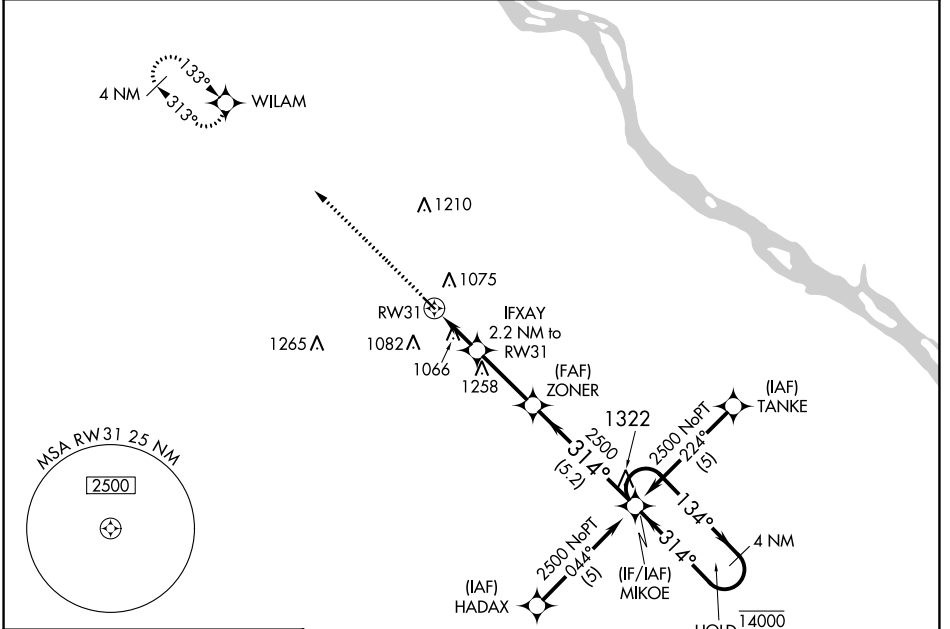 133°
4 NM
313°
WILAM
1210
1075
RW31
IFXAY
2.2 NM to
RW31
1265
1082
1066
1258
(FAF)
ZONER
(IAF)
TANKE
1322
2500 NoPT
224°
(5)
2500
314°
(5.2)
MSA RW31 25 NM
2500
134°
314°
4 NM
2500 NoPT
044°
(5)
(IF/IAF)
MIKOE
(IAF)
HADAX
14000
HOLD